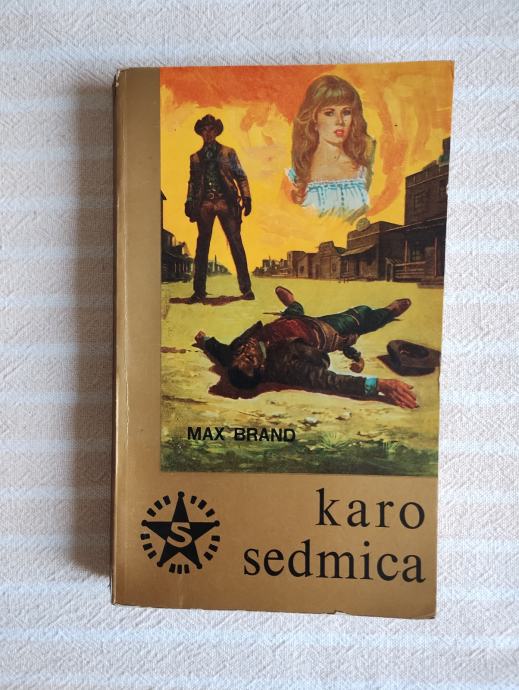 MAX BRAND
S
karo
sedmica